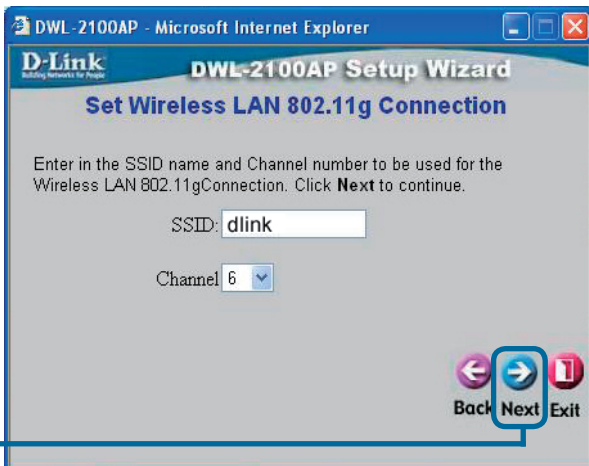 DWL-2100AP - Microsoft Internet Explorer
D-Link
Building Networks for People
DWL-2100AP Setup Wizard
Set Wireless LAN 802.11g Connection
Enter in the SSID name and Channel number to be used for the
Wireless LAN 802.11gConnection. Click Next to continue.
SSID: dlink
Channel 6
Back Next Exit